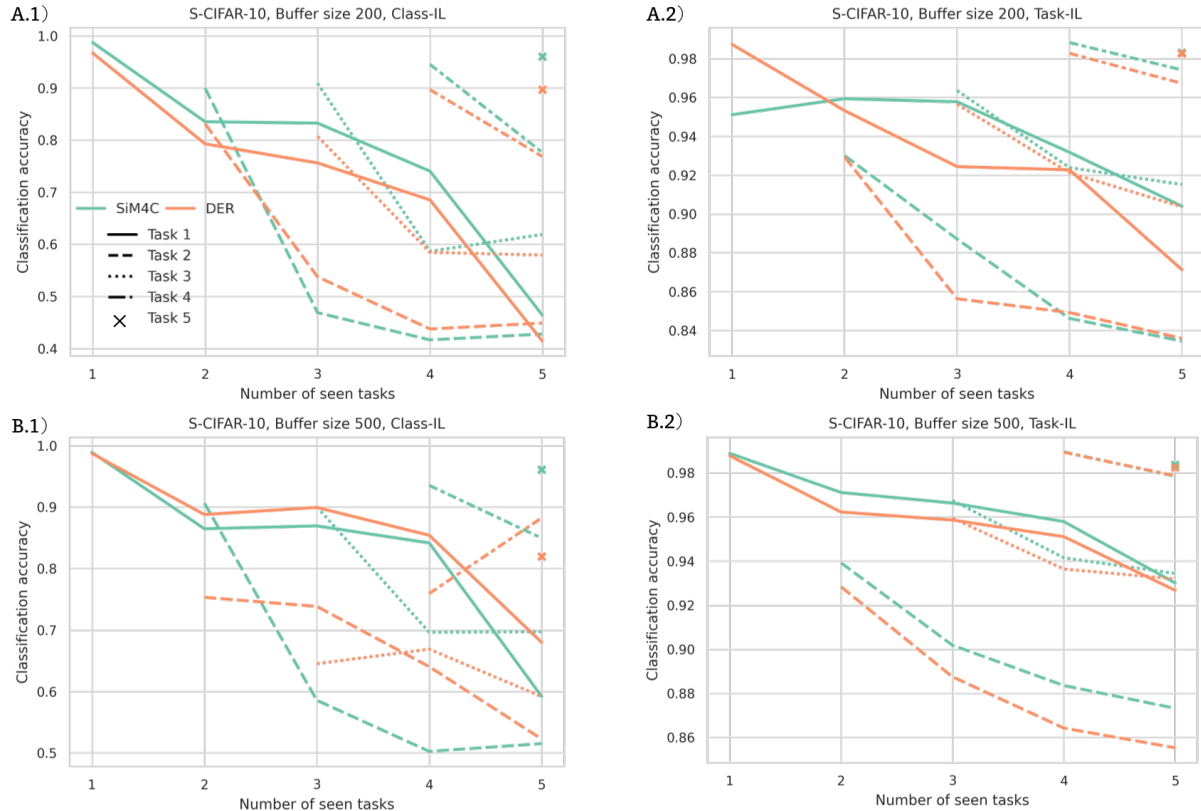 A.1）
S-CIFAR-10, Buffer size 200, Class-IL
1.0
0.9
0.8
0.7
0.6
0.5
0.4
Classification accuracy
SiM4C
DER
Task 1
Task 2
Task 3
Task 4
Task 5
1 2 3 4 5
Number of seen tasks
A.2）
S-CIFAR-10, Buffer size 200, Task-IL
0.98
0.96
0.94
0.92
0.90
0.88
0.86
0.84
Classification accuracy
1 2 3 4 5
Number of seen tasks
B.1）
S-CIFAR-10, Buffer size 500, Class-IL
1.0
0.9
0.8
0.7
0.6
0.5
Classification accuracy
1 2 3 4 5
Number of seen tasks
B.2）
S-CIFAR-10, Buffer size 500, Task-IL
0.98
0.96
0.94
0.92
0.90
0.88
0.86
Classification accuracy
1 2 3 4 5
Number of seen tasks